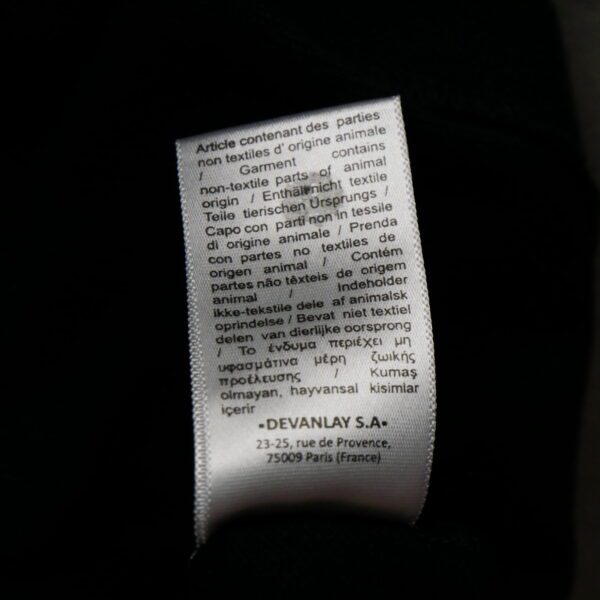 Article contenant des parties
non textiles d' origine animale
/ Garment contains
non-textile parts of animal
origin / Enthält nicht textile
Teile tierischen Ursprungs /
Capo con parti non in tessile
di origine animale / Prenda
con partes no textiles de
origen animal / Contém
partes não têxteis de origem
animal / Indeholder
ikke-tekstile dele af animalsk
oprindelse / Bevat niet textiel
delen van dierlijke oorsprong
/ Το ένδυμα περιέχει μη
υφασμάτινα μέρη ζωικής
προέλευσης / Kumaş
olmayan, hayvansal kisimlar
içerir
•DEVANLAY S.A•
23-25, rue de Provence,
75009 Paris (France)